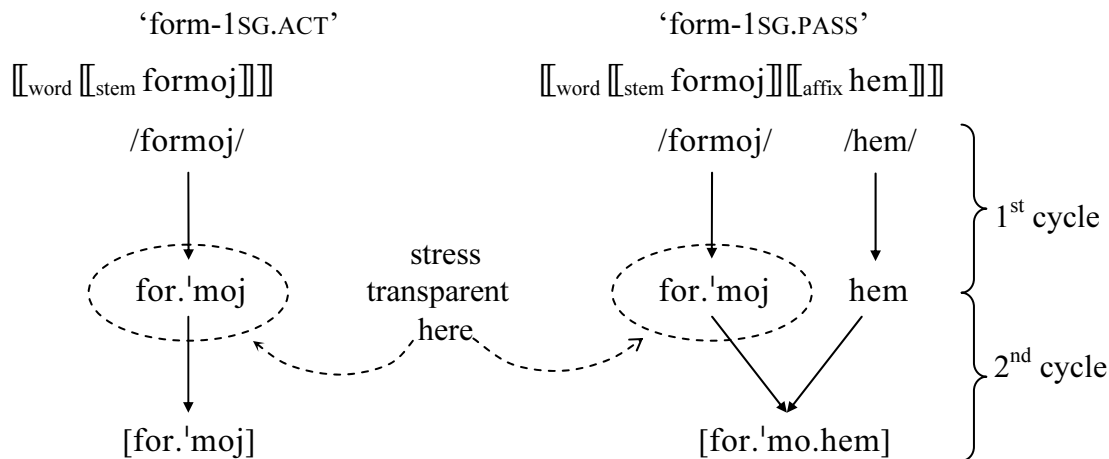 ‘form-1SG.ACT’ ‘form-1SG.PASS’
⟦word ⟦stem formoj⟧⟧ ⟦word ⟦stem formoj⟧⟦affix hem⟧⟧
/formoj/ /formoj/ /hem/
1st cycle
stress
transparent
here
for.ˈmoj for.ˈmoj hem
2nd cycle
[for.ˈmoj] [for.ˈmo.hem]